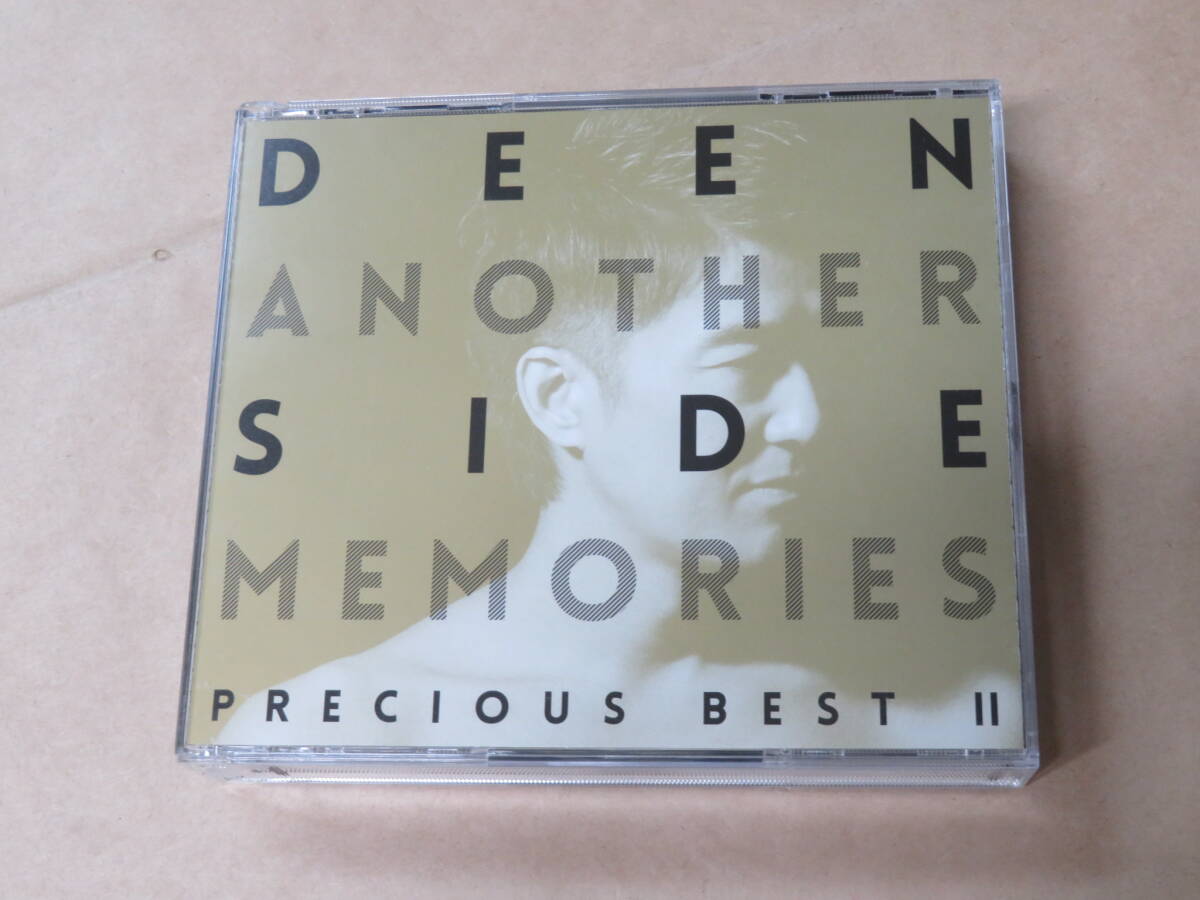 DEEN
ANOTHER
SIDE
MEMORIES
PRECIOUS BEST II